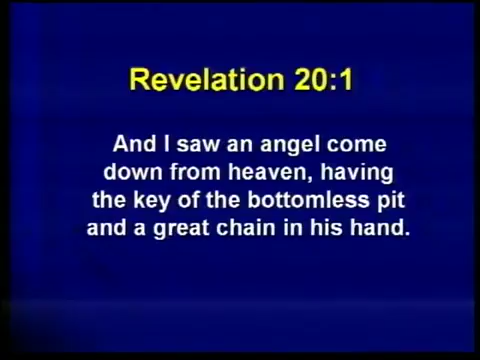 Revelation 20:1
And I saw an angel come
down from heaven, having
the key of the bottomless pit
and a great chain in his hand.